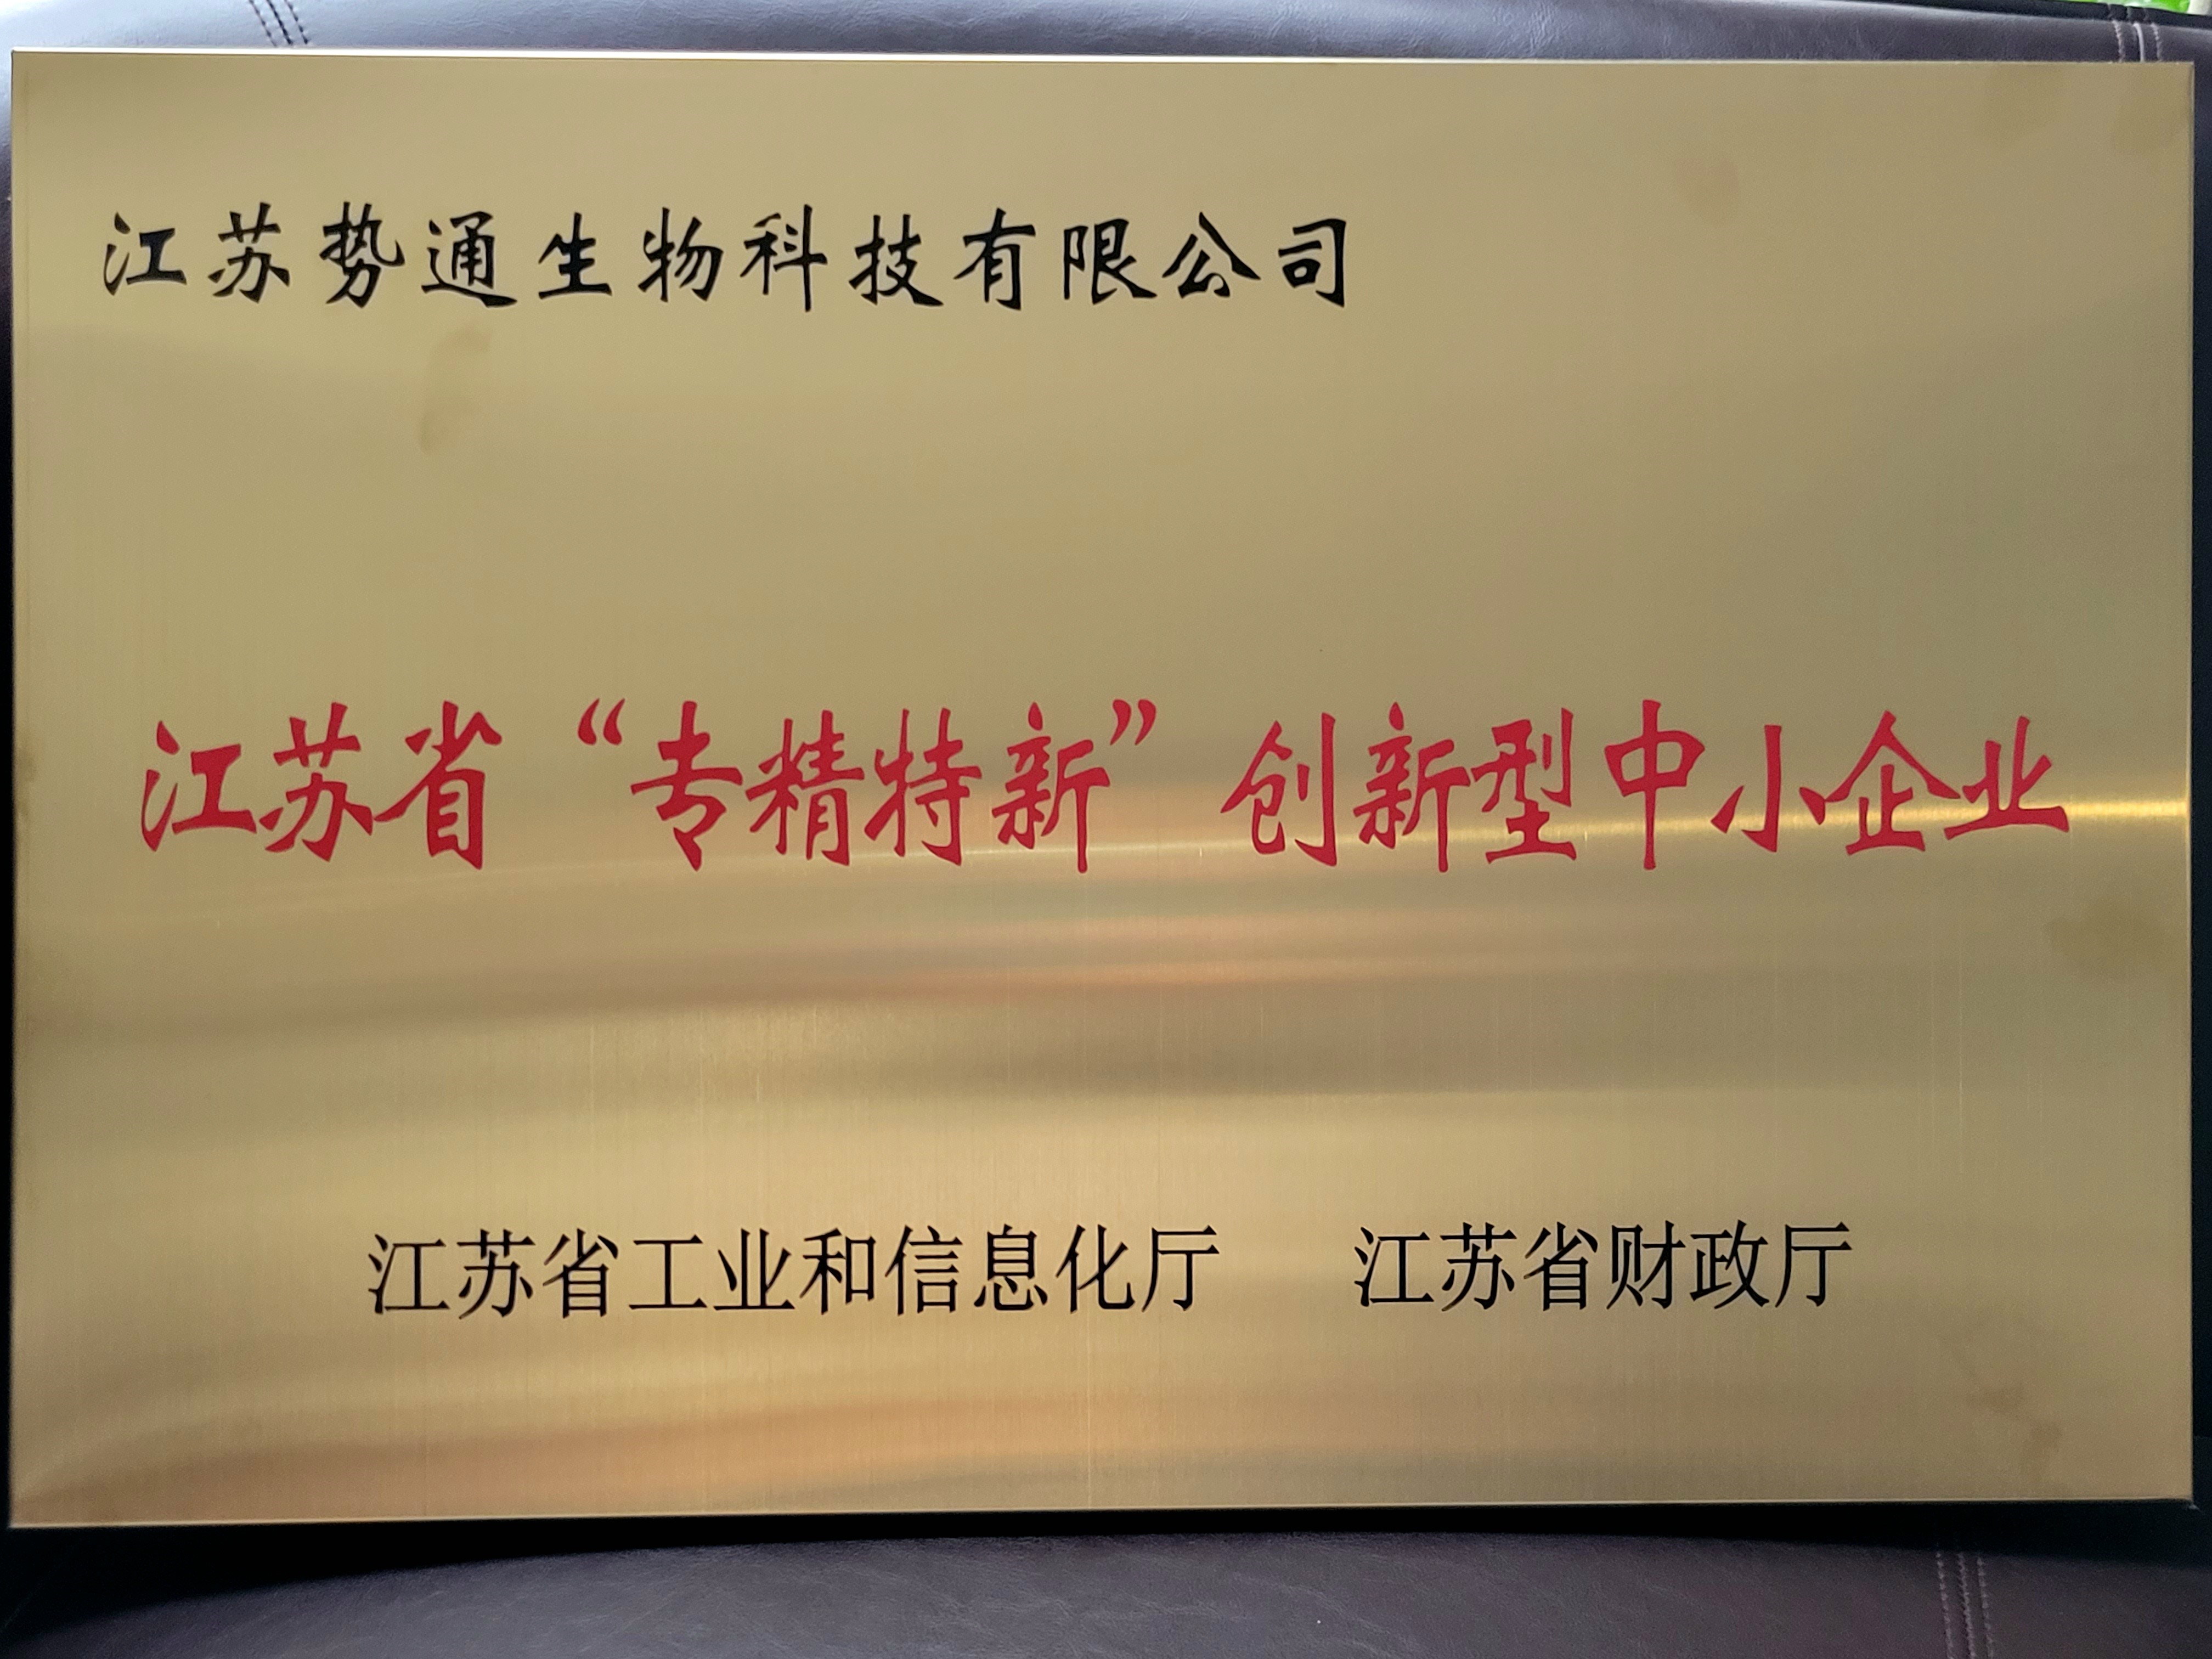 江苏势通生物科技有限公司
江苏省“专精特新”创新型中小企业
江苏省工业和信息化厅 江苏省财政厅